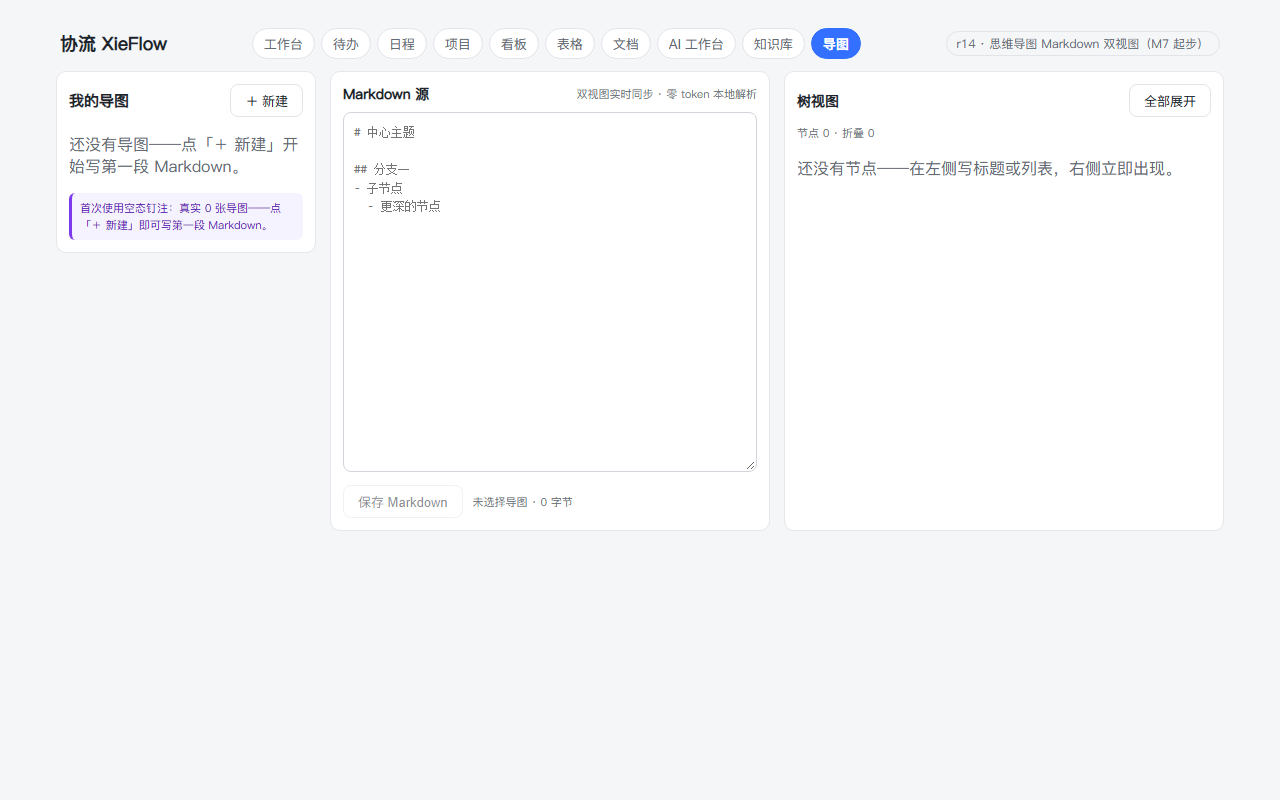 协流 XieFlow
工作台
待办
日程
项目
看板
表格
文档
AI 工作台
知识库
导图
r14 · 思维导图 Markdown 双视图（M7 起步）
我的导图
＋ 新建
还没有导图——点「＋ 新建」开
始写第一段 Markdown。
首次使用空态钉注：真实 0 张导图——点
「＋ 新建」即可写第一段 Markdown。
Markdown 源
双视图实时同步 · 零 token 本地解析
# 中心主题
## 分支一
- 子节点
  - 更深的节点
保存 Markdown
未选择导图 · 0 字节
树视图
全部展开
节点 0 · 折叠 0
还没有节点——在左侧写标题或列表，右侧立即出现。